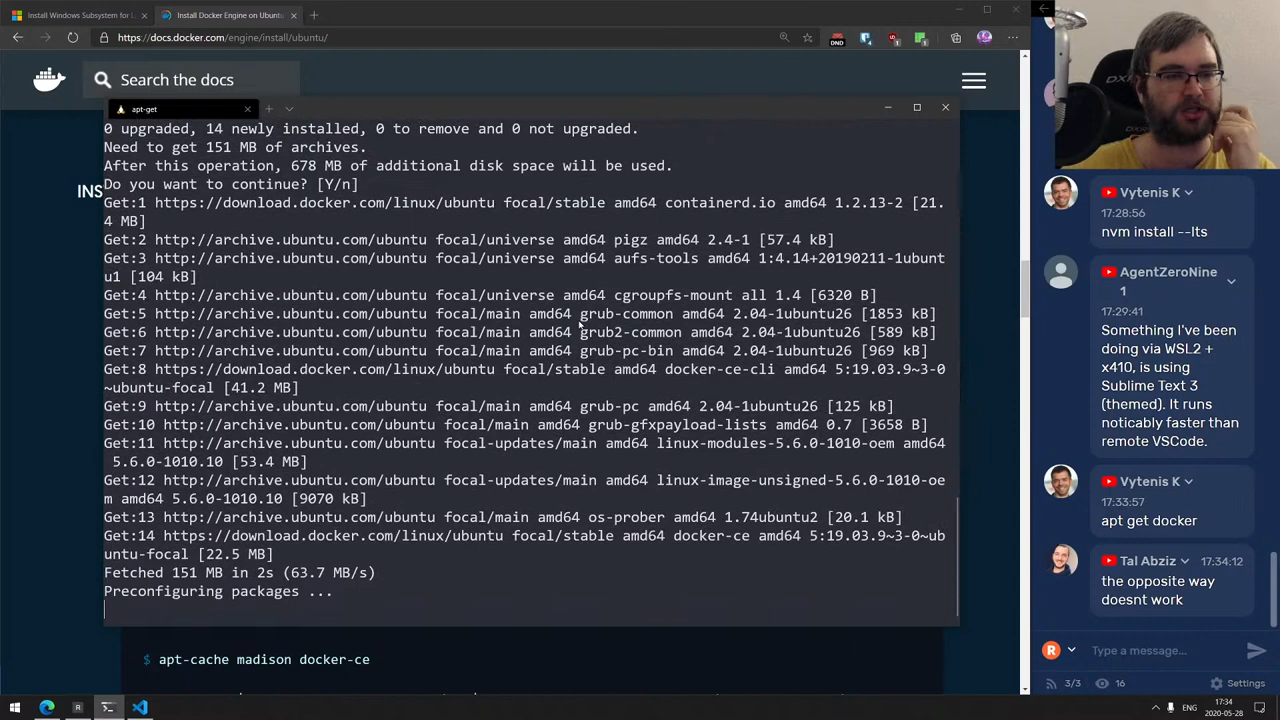 Install Windows Subsystem for L
Install Docker Engine on Ubuntu
https://docs.docker.com/engine/install/ubuntu/
DND
4
1
1
Search the docs
INS
apt-get
0 upgraded, 14 newly installed, 0 to remove and 0 not upgraded.
Need to get 151 MB of archives.
After this operation, 678 MB of additional disk space will be used.
Do you want to continue? [Y/n]
Get:1 https://download.docker.com/linux/ubuntu focal/stable amd64 containerd.io amd64 1.2.13-2 [21.
4 MB]
Get:2 http://archive.ubuntu.com/ubuntu focal/universe amd64 pigz amd64 2.4-1 [57.4 kB]
Get:3 http://archive.ubuntu.com/ubuntu focal/universe amd64 aufs-tools amd64 1:4.14+20190211-1ubunt
u1 [104 kB]
Get:4 http://archive.ubuntu.com/ubuntu focal/universe amd64 cgroupfs-mount all 1.4 [6320 B]
Get:5 http://archive.ubuntu.com/ubuntu focal/main amd64 grub-common amd64 2.04-1ubuntu26 [1853 kB]
Get:6 http://archive.ubuntu.com/ubuntu focal/main amd64 grub2-common amd64 2.04-1ubuntu26 [589 kB]
Get:7 http://archive.ubuntu.com/ubuntu focal/main amd64 grub-pc-bin amd64 2.04-1ubuntu26 [969 kB]
Get:8 https://download.docker.com/linux/ubuntu focal/stable amd64 docker-ce-cli amd64 5:19.03.9~3-0
~ubuntu-focal [41.2 MB]
Get:9 http://archive.ubuntu.com/ubuntu focal/main amd64 grub-pc amd64 2.04-1ubuntu26 [125 kB]
Get:10 http://archive.ubuntu.com/ubuntu focal/main amd64 grub-gfxpayload-lists amd64 0.7 [3658 B]
Get:11 http://archive.ubuntu.com/ubuntu focal-updates/main amd64 linux-modules-5.6.0-1010-oem amd64
5.6.0-1010.10 [53.4 MB]
Get:12 http://archive.ubuntu.com/ubuntu focal-updates/main amd64 linux-image-unsigned-5.6.0-1010-oe
m amd64 5.6.0-1010.10 [9070 kB]
Get:13 http://archive.ubuntu.com/ubuntu focal/main amd64 os-prober amd64 1.74ubuntu2 [20.1 kB]
Get:14 https://download.docker.com/linux/ubuntu focal/stable amd64 docker-ce amd64 5:19.03.9~3-0~ub
untu-focal [22.5 MB]
Fetched 151 MB in 2s (63.7 MB/s)
Preconfiguring packages ...
$ apt-cache madison docker-ce
Vytenis K
17:28:56
nvm install --lts
AgentZeroNine
1
17:29:41
Something I've been
doing via WSL2 +
x410, is using
Sublime Text 3
(themed). It runs
noticably faster than
remote VSCode.
Vytenis K
17:33:57
apt get docker
Tal Abziz
17:34:12
the opposite way
doesnt work
R
Type a message...
3/3
16
Settings
R
ENG
17:34
2020-05-28